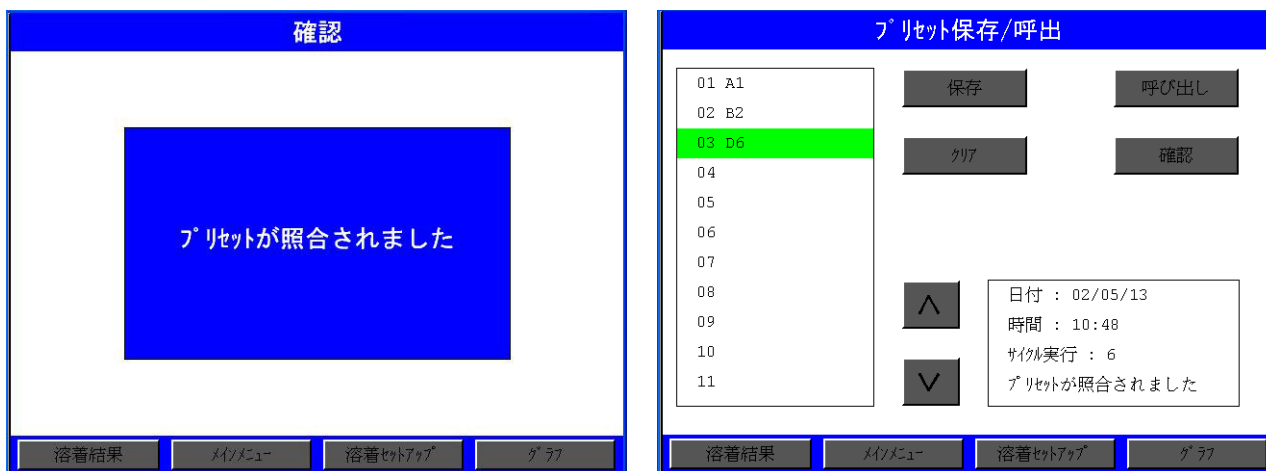 確認
プリセットが照合されました
溶着結果
メインメニュー
溶着セットアップ
グラフ
プリセット保存/呼出
01 A1
02 B2
03 D6
04
05
06
07
08
09
10
11
保存
呼び出し
クリア
確認
∧
∨
日付 : 02/05/13
時間 : 10:48
サイクル実行 : 6
プリセットが照合されました
溶着結果
メインメニュー
溶着セットアップ
グラフ